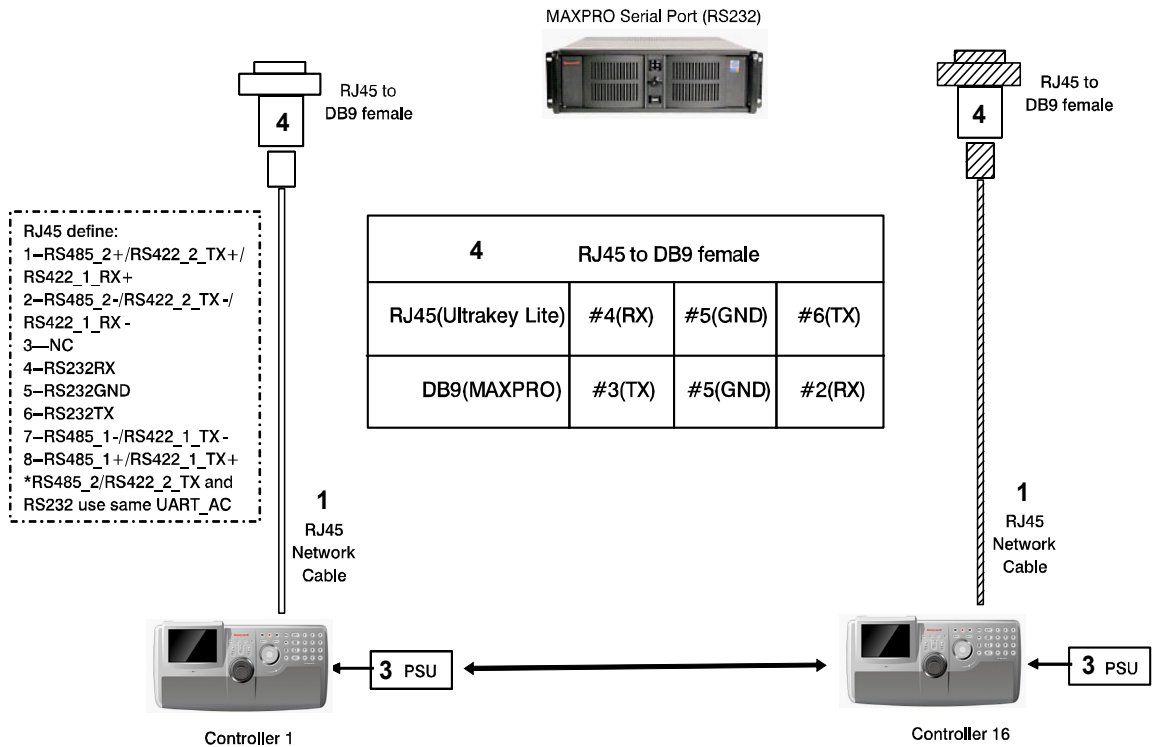 MAXPRO Serial Port (RS232)
RJ45 to
DB9 female
4
RJ45 to
DB9 female
4
RJ45 define:
1–RS485_2+/RS422_2_TX+/
RS422_1_RX+
2–RS485_2-/RS422_2_TX-/
RS422_1_RX-
3—NC
4–RS232RX
5–RS232GND
6–RS232TX
7–RS485_1-/RS422_1_TX-
8–RS485_1+/RS422_1_TX+
*RS485_2/RS422_2_TX and
RS232 use same UART_AC
4 RJ45 to DB9 female
RJ45(Ultrakey Lite) #4(RX) #5(GND) #6(TX)
DB9(MAXPRO) #3(TX) #5(GND) #2(RX)
1
RJ45
Network
Cable
1
RJ45
Network
Cable
3 PSU
3 PSU
Controller 1
Controller 16